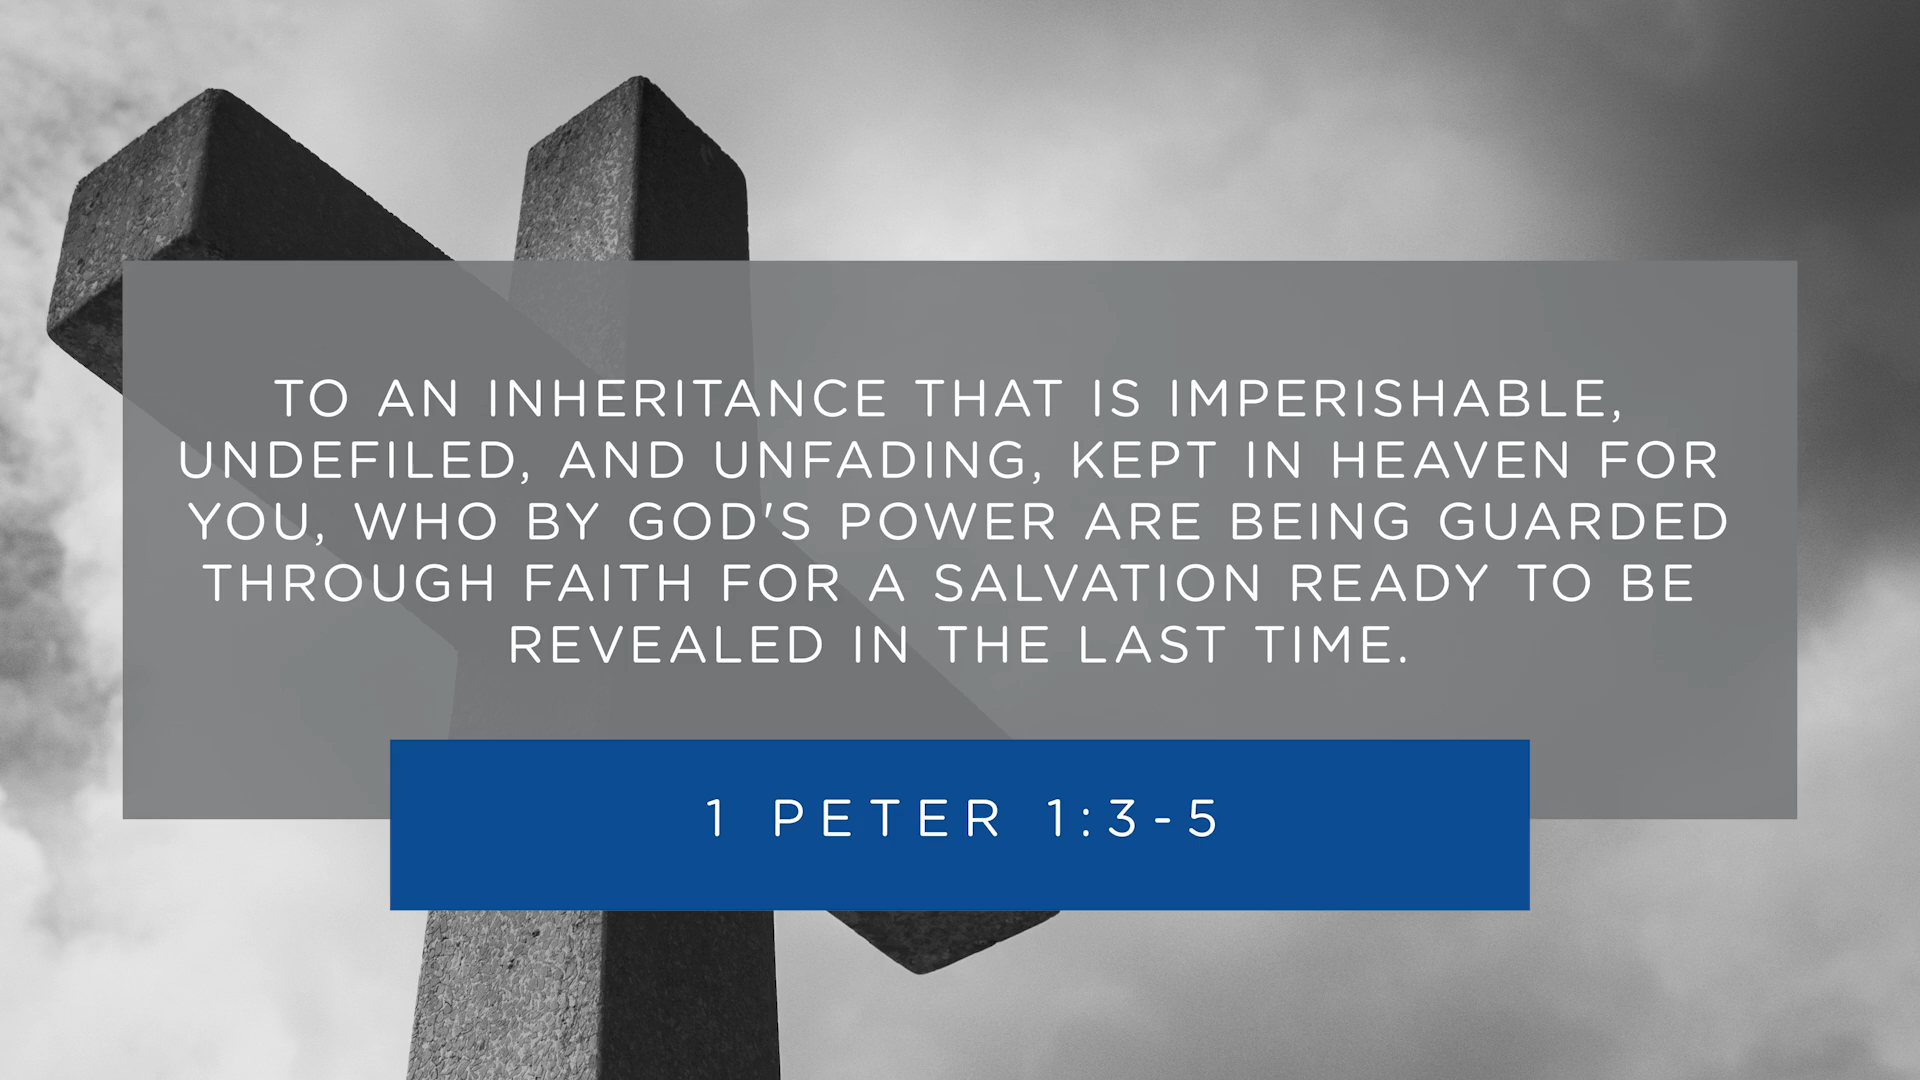 TO AN INHERITANCE THAT IS IMPERISHABLE,
UNDEFILED, AND UNFADING, KEPT IN HEAVEN FOR
YOU, WHO BY GOD'S POWER ARE BEING GUARDED
THROUGH FAITH FOR A SALVATION READY TO BE
REVEALED IN THE LAST TIME.
1 PETER 1:3-5